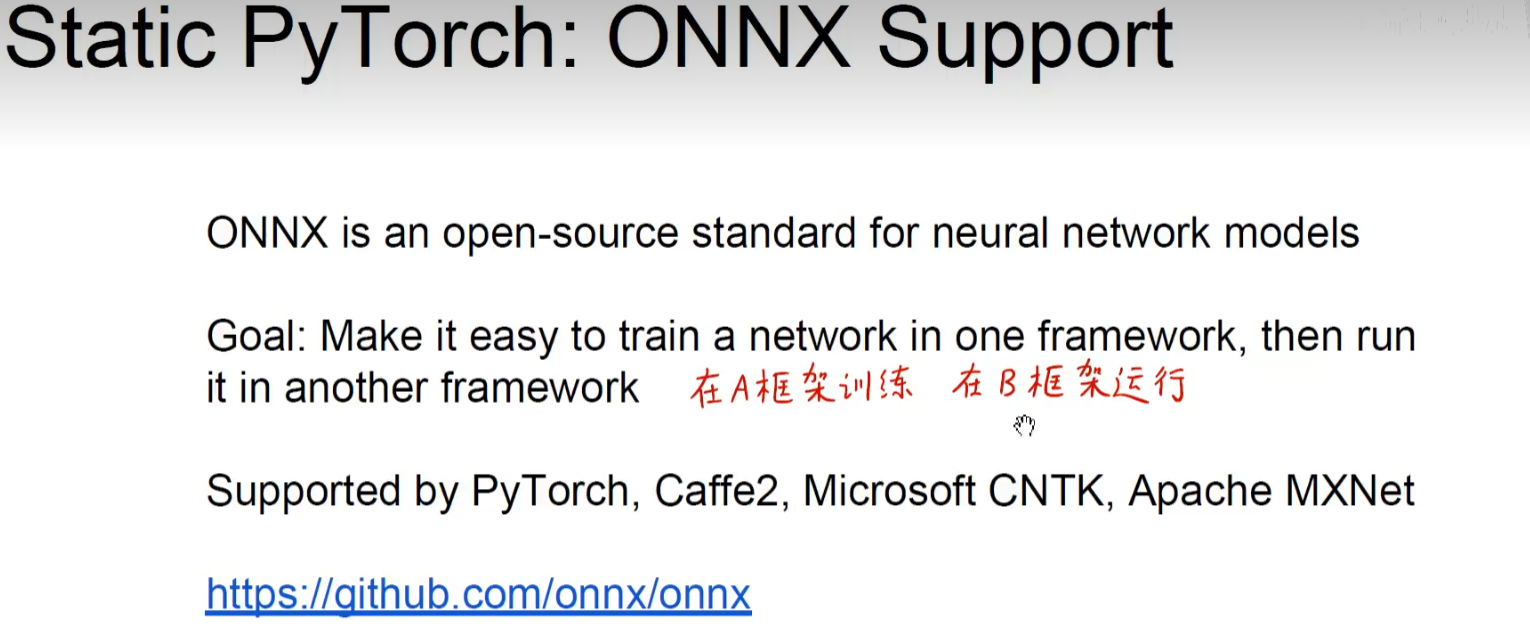 Static PyTorch: ONNX Support
ONNX is an open-source standard for neural network models
Goal: Make it easy to train a network in one framework, then run
it in another framework 在A框架训练 在B框架运行
Supported by PyTorch, Caffe2, Microsoft CNTK, Apache MXNet
https://github.com/onnx/onnx